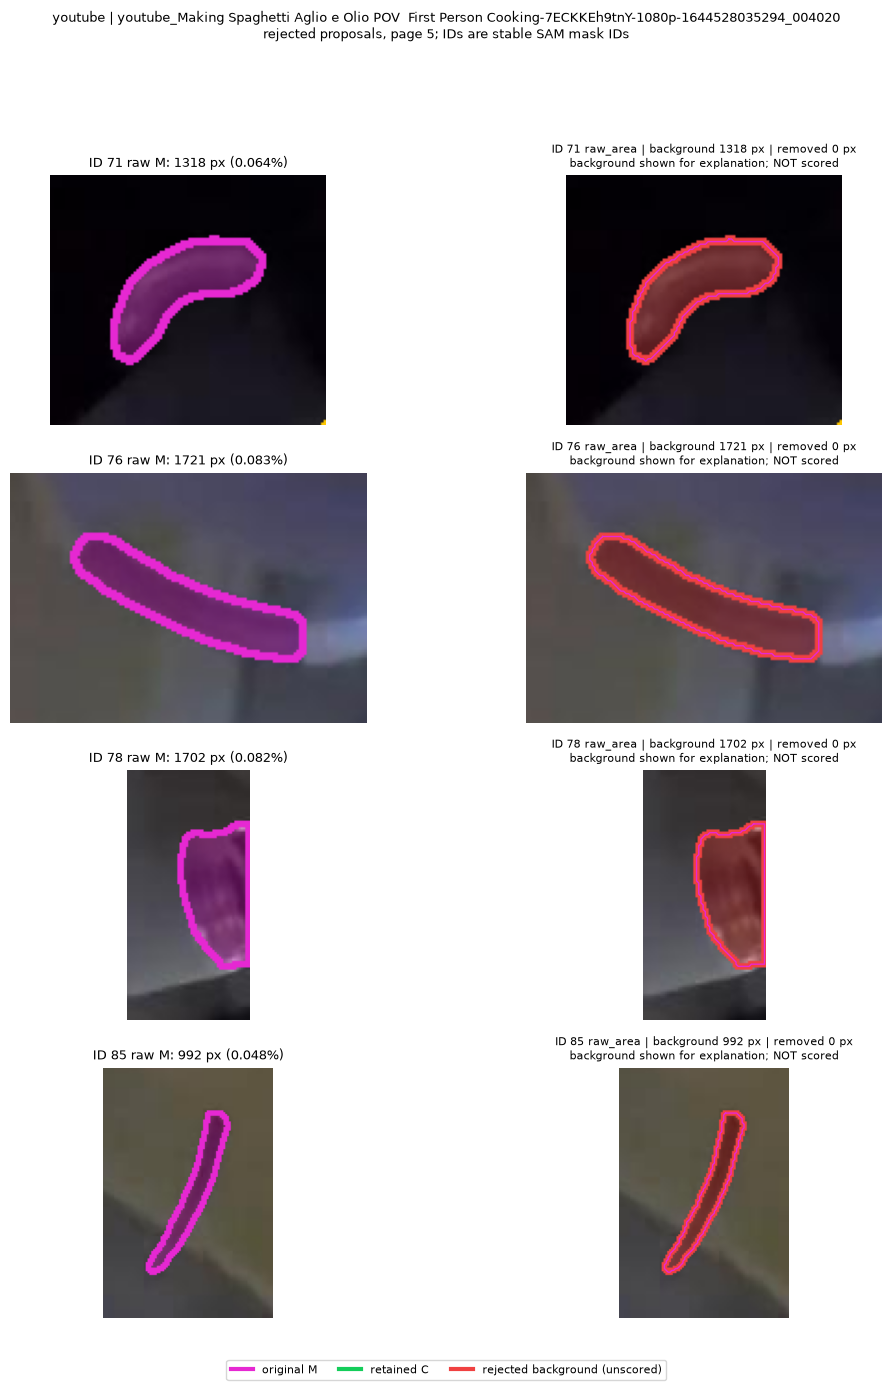 youtube | youtube_Making Spaghetti Aglio e Olio POV  First Person Cooking-7ECKKEh9tnY-1080p-1644528035294_004020
rejected proposals, page 5; IDs are stable SAM mask IDs
ID 71 raw M: 1318 px (0.064%)
ID 71 raw_area | background 1318 px | removed 0 px
background shown for explanation; NOT scored
ID 76 raw M: 1721 px (0.083%)
ID 76 raw_area | background 1721 px | removed 0 px
background shown for explanation; NOT scored
ID 78 raw M: 1702 px (0.082%)
ID 78 raw_area | background 1702 px | removed 0 px
background shown for explanation; NOT scored
ID 85 raw M: 992 px (0.048%)
ID 85 raw_area | background 992 px | removed 0 px
background shown for explanation; NOT scored
original M
retained C
rejected background (unscored)